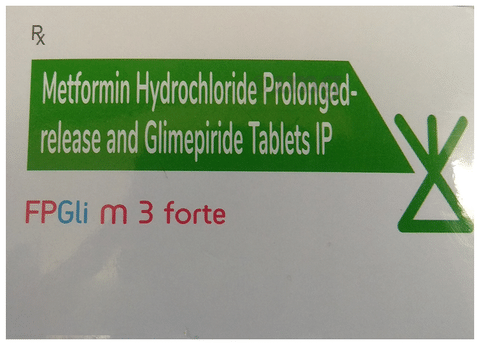 Rx
Metformin Hydrochloride Prolonged-
release and Glimepiride Tablets IP
FPGli m 3 forte